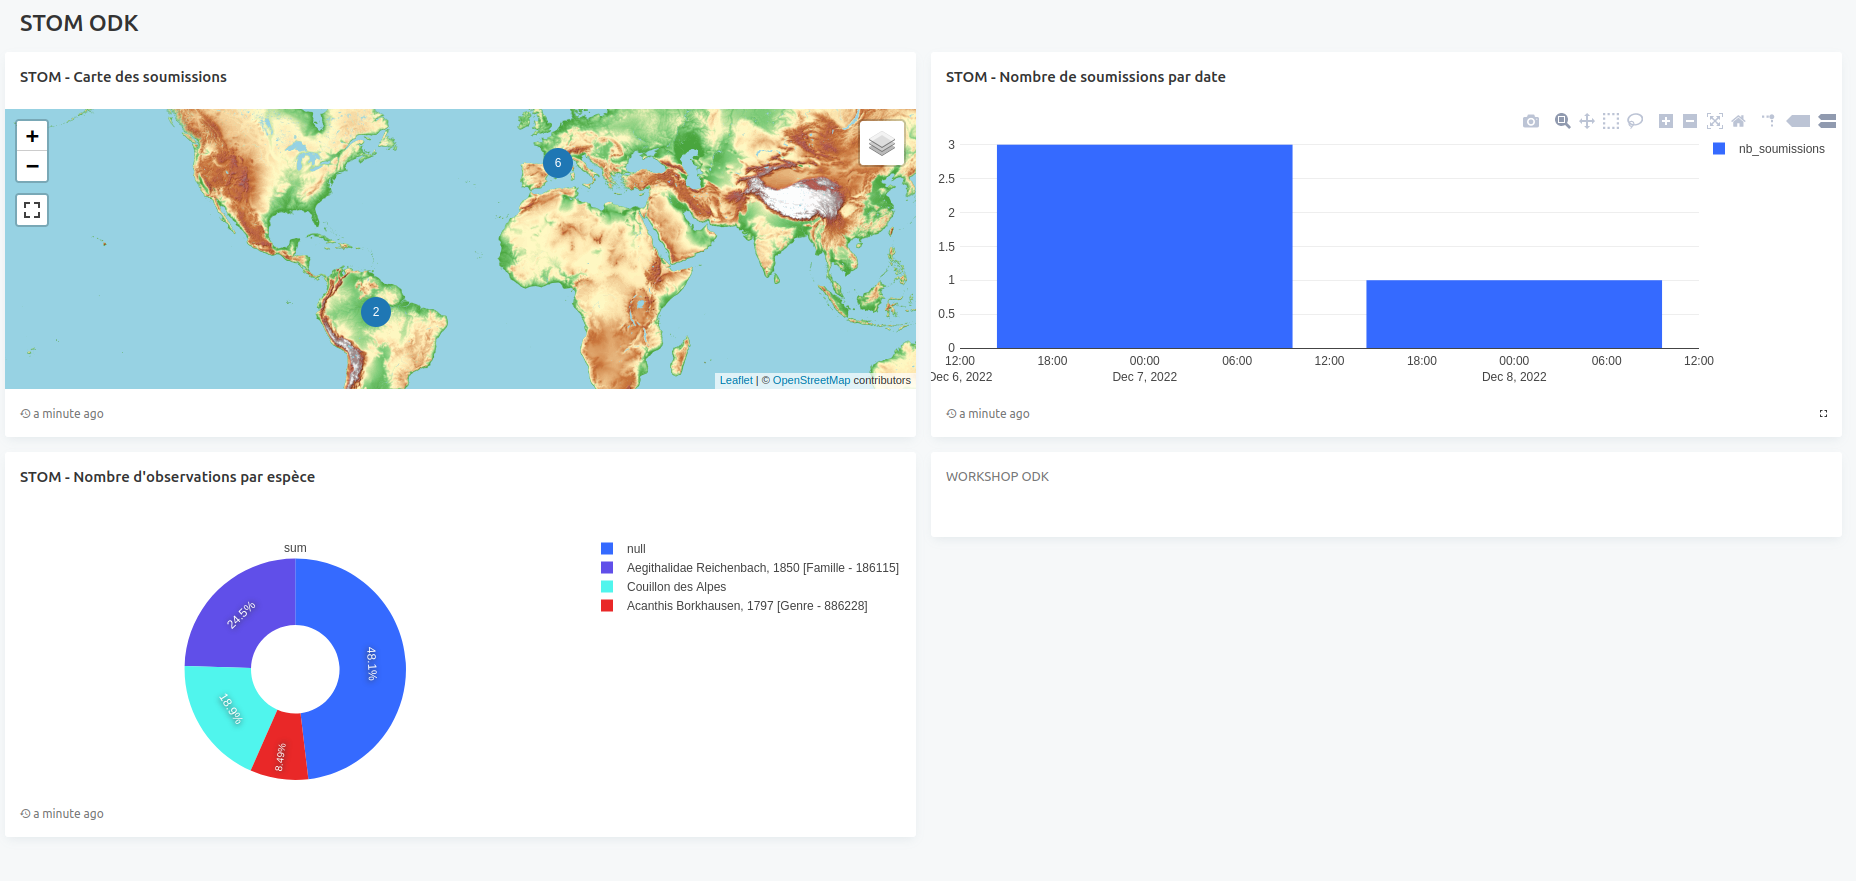 STOM ODK
STOM - Carte des soumissions
+
−
6
2
Leaflet | © OpenStreetMap contributors
a minute ago
STOM - Nombre de soumissions par date
nb_soumissions
3
2.5
2
1.5
1
0.5
0
12:00 18:00 00:00 06:00 12:00 18:00 00:00 06:00 12:00
Dec 6, 2022 Dec 7, 2022 Dec 8, 2022
a minute ago
STOM - Nombre d'observations par espèce
sum
24.5%
48.1%
18.9%
8.49%
null
Aegithalidae Reichenbach, 1850 [Famille - 186115]
Couillon des Alpes
Acanthis Borkhausen, 1797 [Genre - 886228]
a minute ago
WORKSHOP ODK